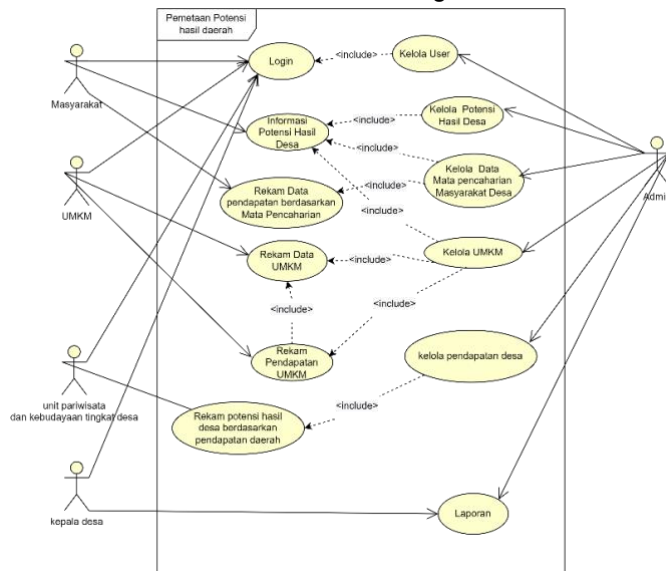 Pemetaan Potensi
hasil daerah
Login
<include>
Kelola User
Masyarakat
Informasi
Potensi Hasil
Desa
<include>
Kelola Potensi
Hasil Desa
<include>
Kelola Data
Mata pencaharian
Masyarakat Desa
Admi
UMKM
Rekam Data
pendapatan berdasarkan
Mata Pencaharian
<include>
<include>
Rekam Data
UMKM
<include>
Kelola UMKM
<include>
<include>
Rekam
Pendapatan
UMKM
kelola pendapatan desa
unit pariwisata
dan kebudayaan tingkat desa
Rekam potensi hasil
desa berdasarkan
pendapatan daerah
<include>
kepala desa
Laporan